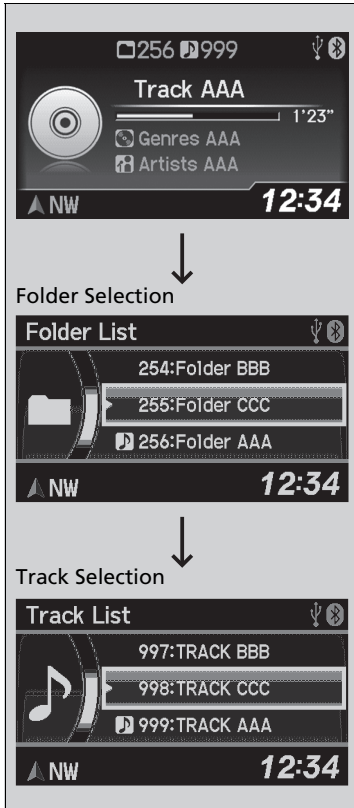 256 999
Track AAA
1'23"
Genres AAA
Artists AAA
NW 12:34
Folder Selection
Folder List
254:Folder BBB
255:Folder CCC
256:Folder AAA
NW 12:34
Track Selection
Track List
997:TRACK BBB
998:TRACK CCC
999:TRACK AAA
NW 12:34